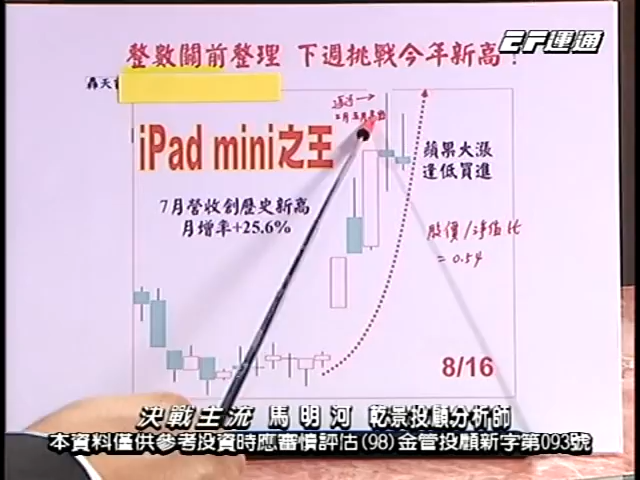 EF運通
整數關前整理 下週挑戰今年新高!
轟天
iPad mini之王
蘋果大漲
逢低買進
7月營收創歷史新高
月增率+25.6%
股價/淨值比
=0.54
8/16
決戰主流 馬明河 乾景投顧分析師
本資料僅供參考投資時應審慎評估(98)金管投顧新字第093號